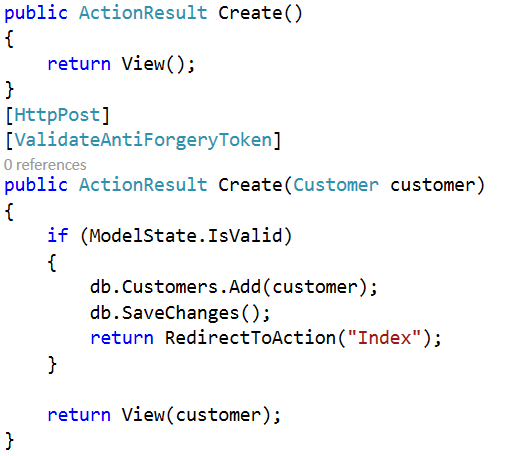 public ActionResult Create()
{
    return View();
}
[HttpPost]
[ValidateAntiForgeryToken]
0 references
public ActionResult Create(Customer customer)
{
    if (ModelState.IsValid)
    {
        db.Customers.Add(customer);
        db.SaveChanges();
        return RedirectToAction("Index");
    }

    return View(customer);
}